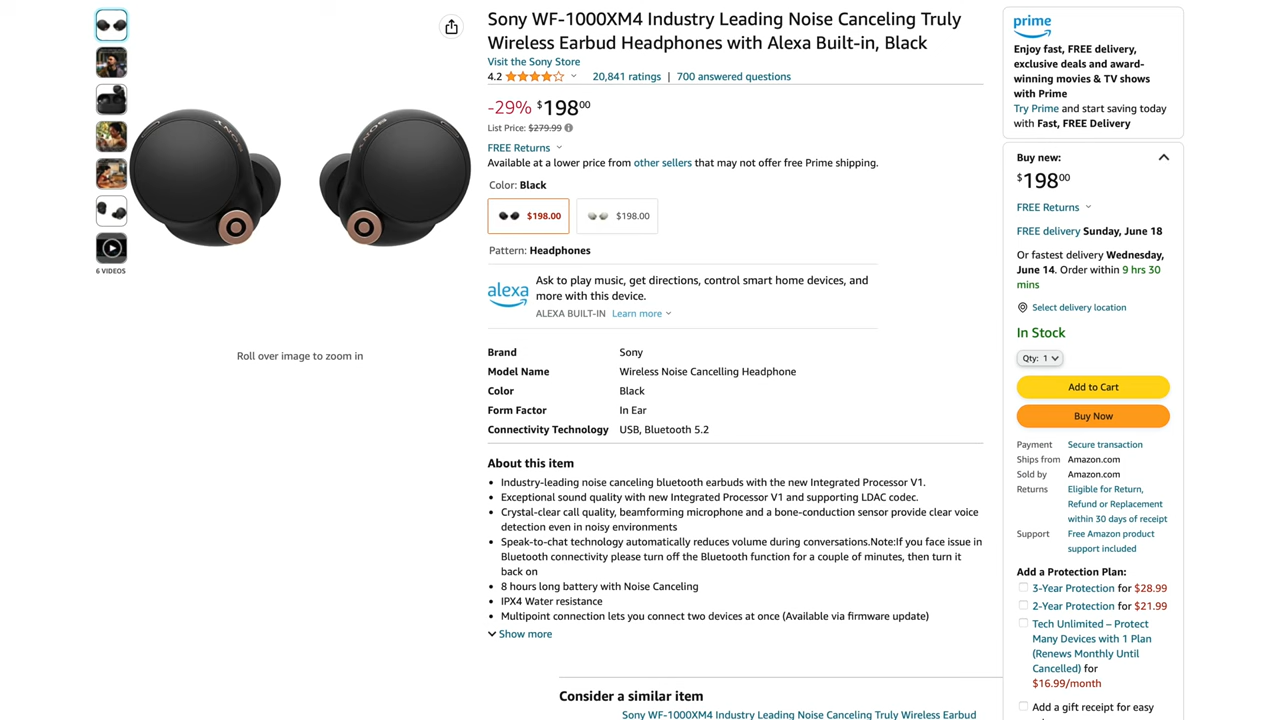 Sony WF-1000XM4 Industry Leading Noise Canceling Truly
Wireless Earbud Headphones with Alexa Built-in, Black
Visit the Sony Store
4.2
20,841 ratings | 700 answered questions
-29% $198 00
List Price: $279.99
FREE Returns
Available at a lower price from other sellers that may not offer free Prime shipping.
Color: Black
$198.00
$198.00
Pattern: Headphones
alexa
Ask to play music, get directions, control smart home devices, and
more with this device.
ALEXA BUILT-IN Learn more
Brand Sony
Model Name Wireless Noise Cancelling Headphone
Color Black
Form Factor In Ear
Connectivity Technology USB, Bluetooth 5.2
About this item
• Industry-leading noise canceling bluetooth earbuds with the new Integrated Processor V1.
• Exceptional sound quality with new Integrated Processor V1 and supporting LDAC codec.
• Crystal-clear call quality, beamforming microphone and a bone-conduction sensor provide clear voice
detection even in noisy environments
• Speak-to-chat technology automatically reduces volume during conversations.Note:If you face issue in
Bluetooth connectivity please turn off the Bluetooth function for a couple of minutes, then turn it
back on
• 8 hours long battery with Noise Canceling
• IPX4 Water resistance
• Multipoint connection lets you connect two devices at once (Available via firmware update)
Show more
Consider a similar item
Sony WF-1000XM4 Industry Leading Noise Canceling Truly Wireless Earbud
SONY
SONY
6 VIDEOS
Roll over image to zoom in
prime
Enjoy fast, FREE delivery,
exclusive deals and award-
winning movies & TV shows
with Prime
Try Prime and start saving today
with Fast, FREE Delivery
Buy new:
$198 00
FREE Returns
FREE delivery Sunday, June 18
Or fastest delivery Wednesday,
June 14. Order within 9 hrs 30
mins
Select delivery location
In Stock
Qty: 1
Add to Cart
Buy Now
Payment Secure transaction
Ships from Amazon.com
Sold by Amazon.com
Returns Eligible for Return,
Refund or Replacement
within 30 days of receipt
Support Free Amazon product
support included
Add a Protection Plan:
3-Year Protection for $28.99
2-Year Protection for $21.99
Tech Unlimited – Protect
Many Devices with 1 Plan
(Renews Monthly Until
Cancelled) for
$16.99/month
Add a gift receipt for easy